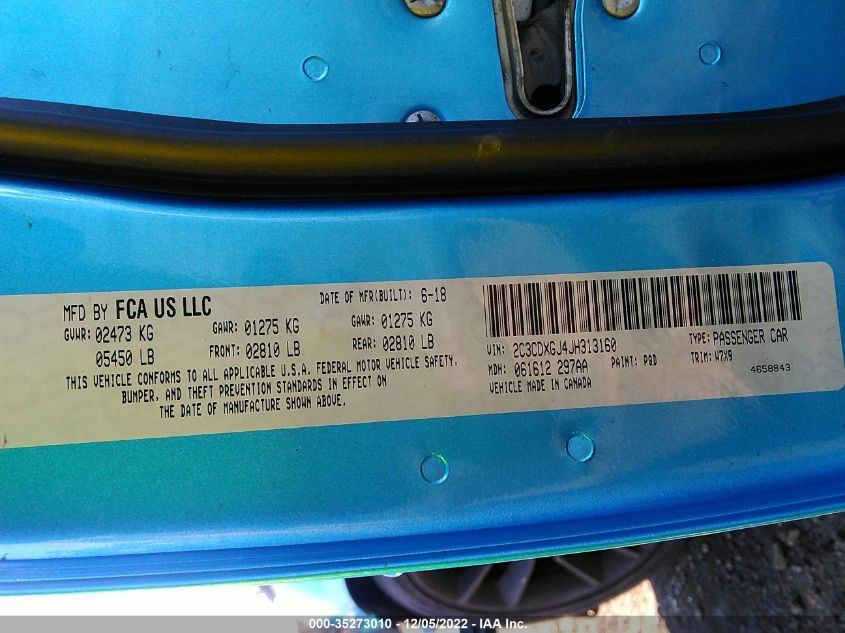 MFD BY FCA US LLC DATE OF MFR(BUILT): 6-18
GVWR: 02473 KG GAWR: 01275 KG GAWR: 01275 KG
05450 LB FRONT: 02810 LB REAR: 02810 LB
THIS VEHICLE CONFORMS TO ALL APPLICABLE U.S.A. FEDERAL MOTOR VEHICLE SAFETY,
BUMPER, AND THEFT PREVENTION STANDARDS IN EFFECT ON
THE DATE OF MANUFACTURE SHOWN ABOVE.
VIN: 2C3CDXGJ4JH313160 TYPE: PASSENGER CAR
MDH: 061612 297AA PAINT: PQD TRIM: W7X9
VEHICLE MADE IN CANADA 4658843
000-35273010 - 12/05/2022 - IAA Inc.